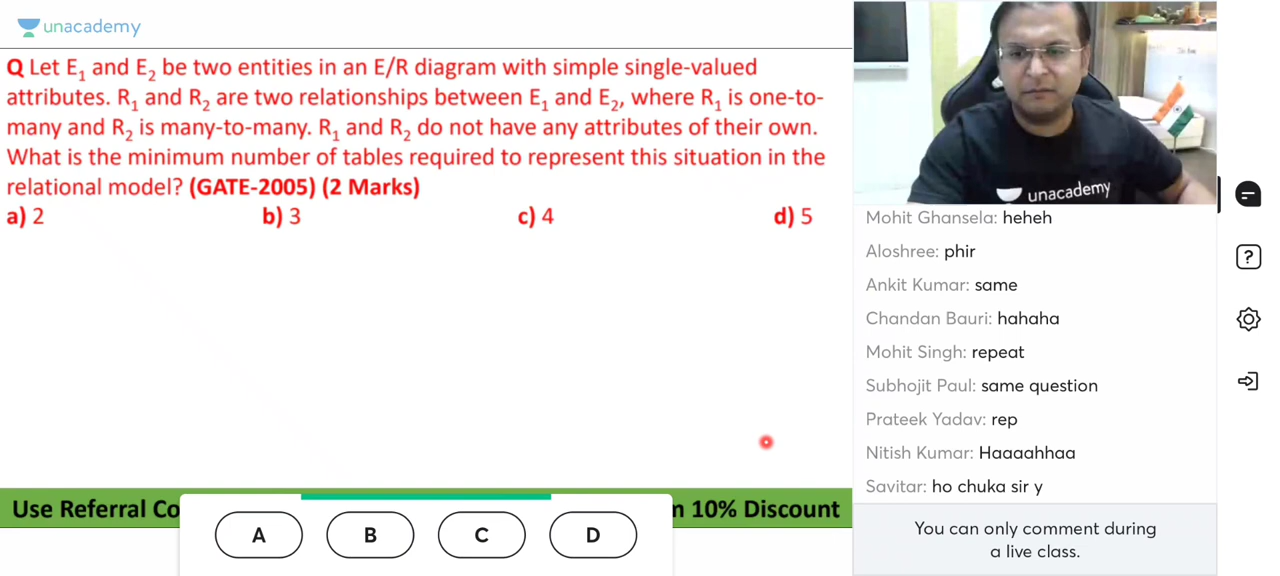 unacademy
Q Let E1 and E2 be two entities in an E/R diagram with simple single-valued
attributes. R1 and R2 are two relationships between E1 and E2, where R1 is one-to-
many and R2 is many-to-many. R1 and R2 do not have any attributes of their own.
What is the minimum number of tables required to represent this situation in the
relational model? (GATE-2005) (2 Marks)
a) 2 b) 3 c) 4 d) 5
Use Referral Co
10% Discount
A B C D
unacademy
Mohit Ghansela: heheh
Aloshree: phir
Ankit Kumar: same
Chandan Bauri: hahaha
Mohit Singh: repeat
Subhojit Paul: same question
Prateek Yadav: rep
Nitish Kumar: Haaaahhaa
Savitar: ho chuka sir y
You can only comment during
a live class.
?